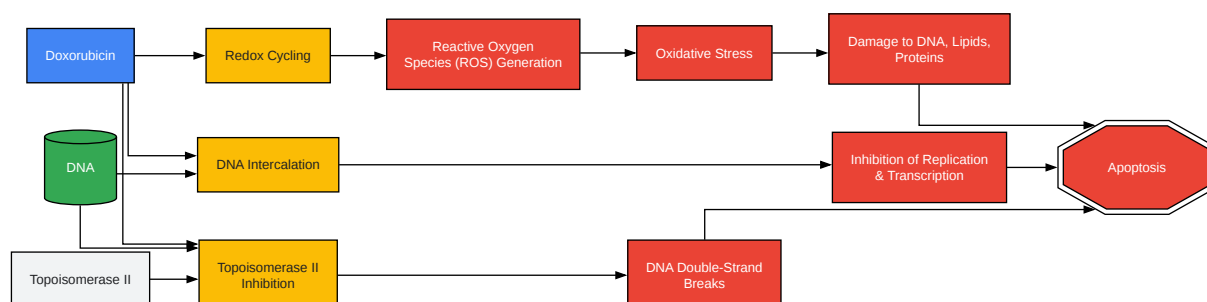 Doxorubicin
Redox Cycling
Reactive Oxygen
Species (ROS) Generation
Oxidative Stress
Damage to DNA, Lipids,
Proteins
DNA
DNA Intercalation
Inhibition of Replication
& Transcription
Apoptosis
Topoisomerase II
Topoisomerase II
Inhibition
DNA Double-Strand
Breaks